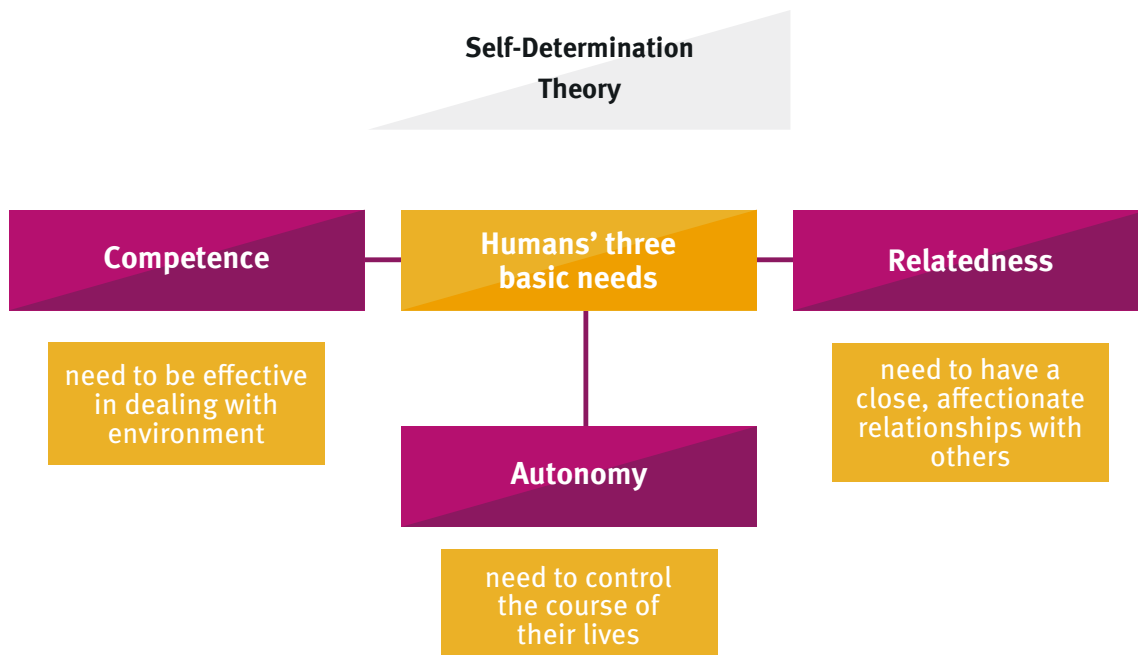 Self-Determination
Theory
Competence
Humans’ three
basic needs
Relatedness
need to be effective
in dealing with
environment
need to have a
close, affectionate
relationships with
others
Autonomy
need to control
the course of
their lives